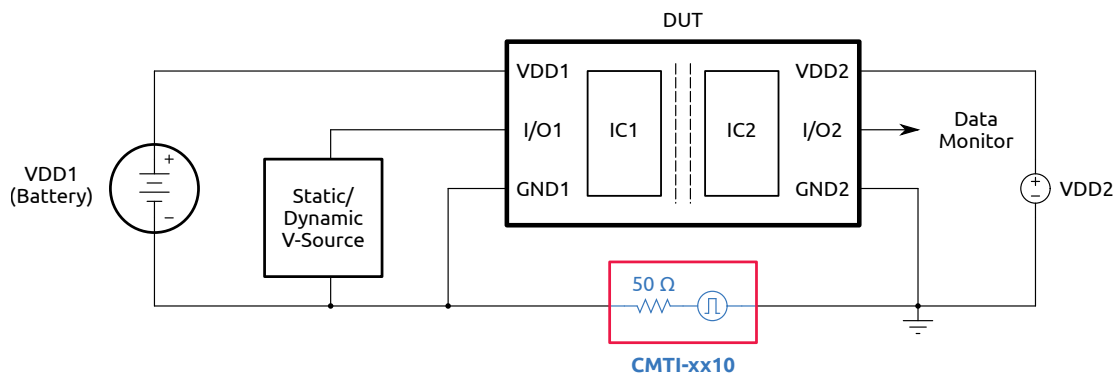 DUT
VDD1
VDD2
I/O1
IC1
IC2
I/O2
Data
Monitor
VDD1
(Battery)
+
−
Static/
Dynamic
V-Source
GND1
GND2
+
−
VDD2
50 Ω
CMTI-xx10